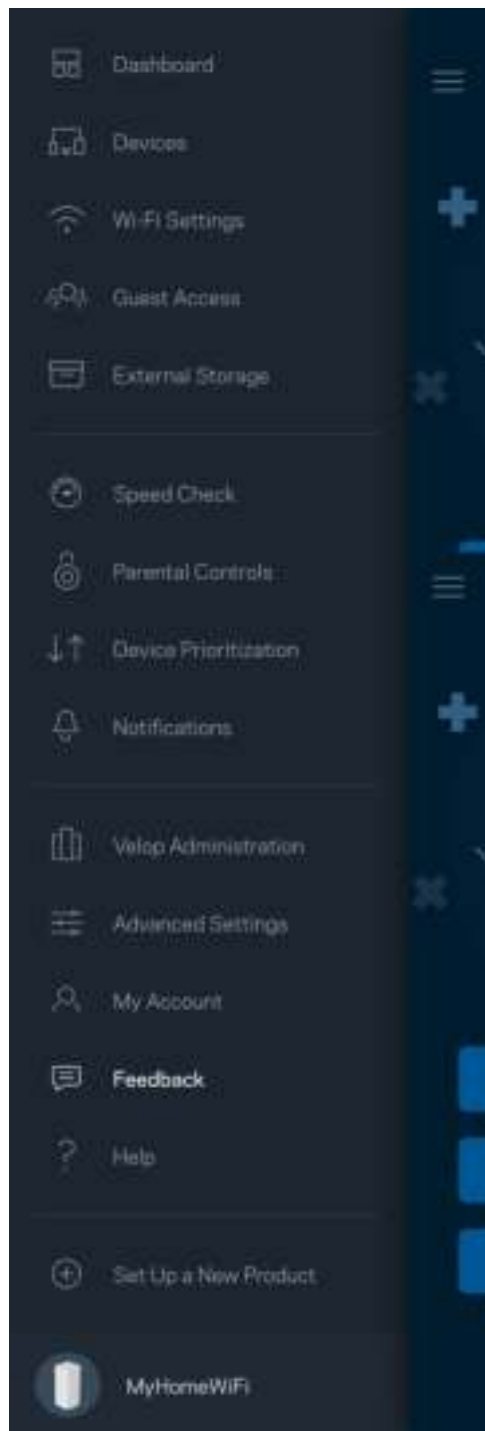 Dashboard
Devices
Wi-Fi Settings
Guest Access
External Storage
Speed Check
Parental Controls
Device Prioritization
Notifications
Velop Administration
Advanced Settings
My Account
Feedback
Help
Set Up a New Product
MyHomeWiFi